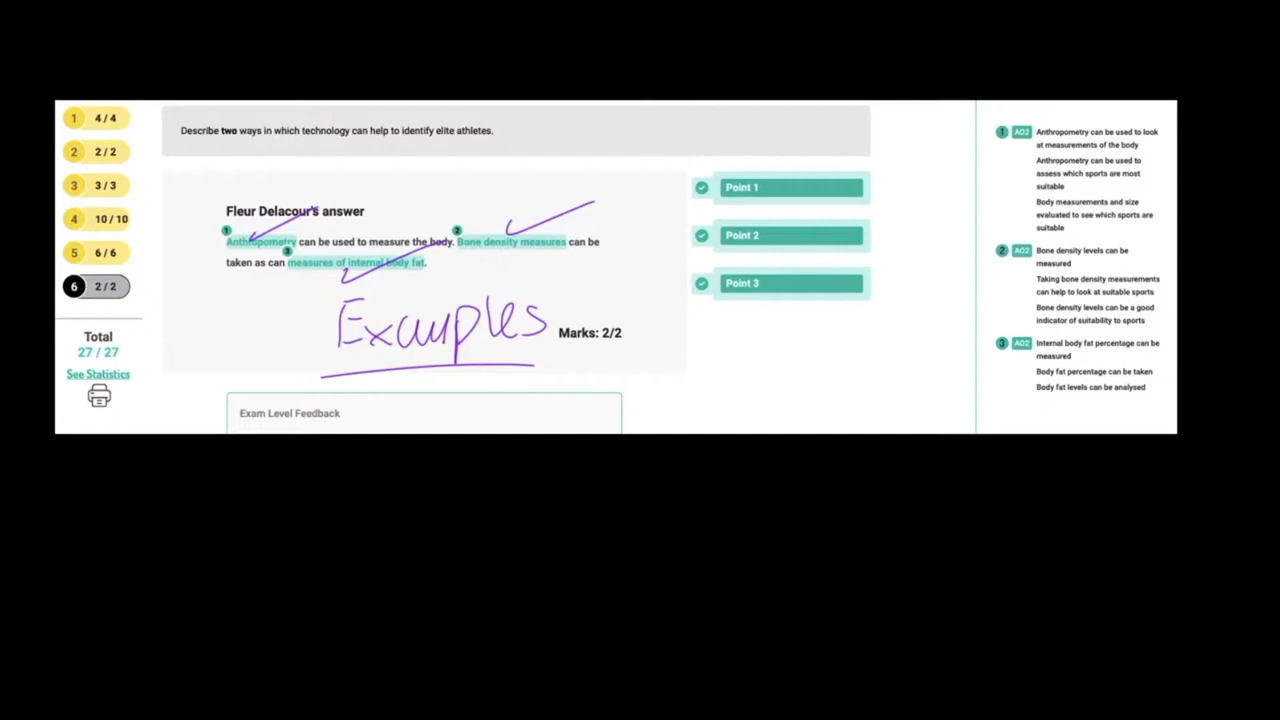 1 4 / 4
2 2 / 2
3 3 / 3
4 10 / 10
5 6 / 6
6 2 / 2
Total
27 / 27
See Statistics
Describe two ways in which technology can help to identify elite athletes.
Fleur Delacour's answer
1 2
Anthropometry can be used to measure the body. Bone density measures can be
3
taken as can measures of internal body fat.
Examples
Marks: 2/2
Exam Level Feedback
Point 1
Point 2
Point 3
1 AO2 Anthropometry can be used to look
at measurements of the body
Anthropometry can be used to
assess which sports are most
suitable
Body measurements and size
evaluated to see which sports are
suitable
2 AO2 Bone density levels can be
measured
Taking bone density measurements
can help to look at suitable sports
Bone density levels can be a good
indicator of suitability to sports
3 AO2 Internal body fat percentage can be
measured
Body fat percentage can be taken
Body fat levels can be analysed